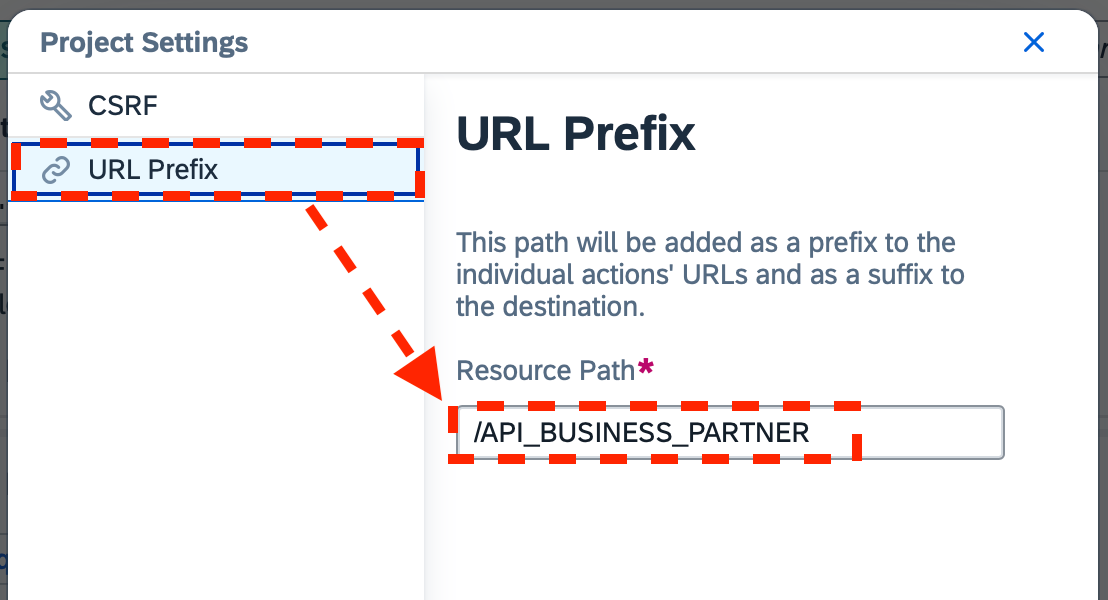 Project Settings
CSRF
URL Prefix
URL Prefix
This path will be added as a prefix to the
individual actions' URLs and as a suffix to
the destination.
Resource Path*
/API_BUSINESS_PARTNER